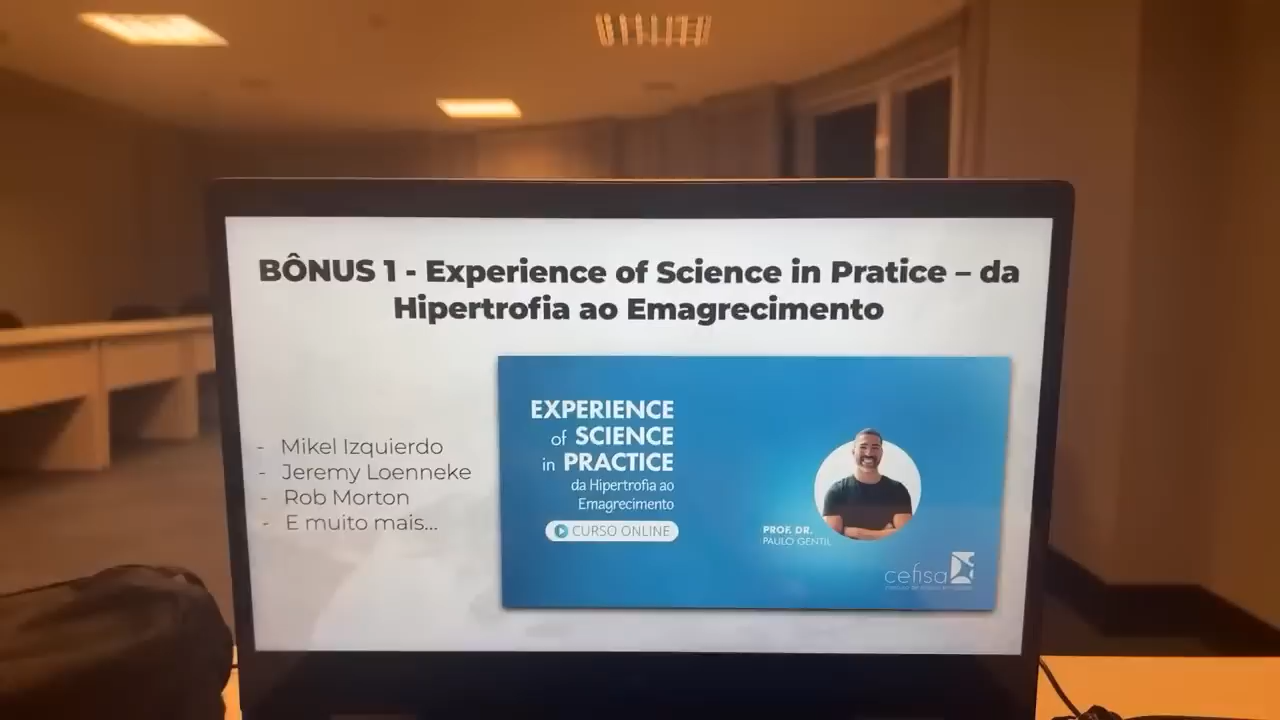 BÔNUS 1 - Experience of Science in Pratice – da
Hipertrofia ao Emagrecimento
- Mikel Izquierdo
- Jeremy Loenneke
- Rob Morton
- E muito mais...
EXPERIENCE
of SCIENCE
in PRACTICE
da Hipertrofia ao
Emagrecimento
CURSO ONLINE
PROF. DR.
PAULO GENTIL
cefisa